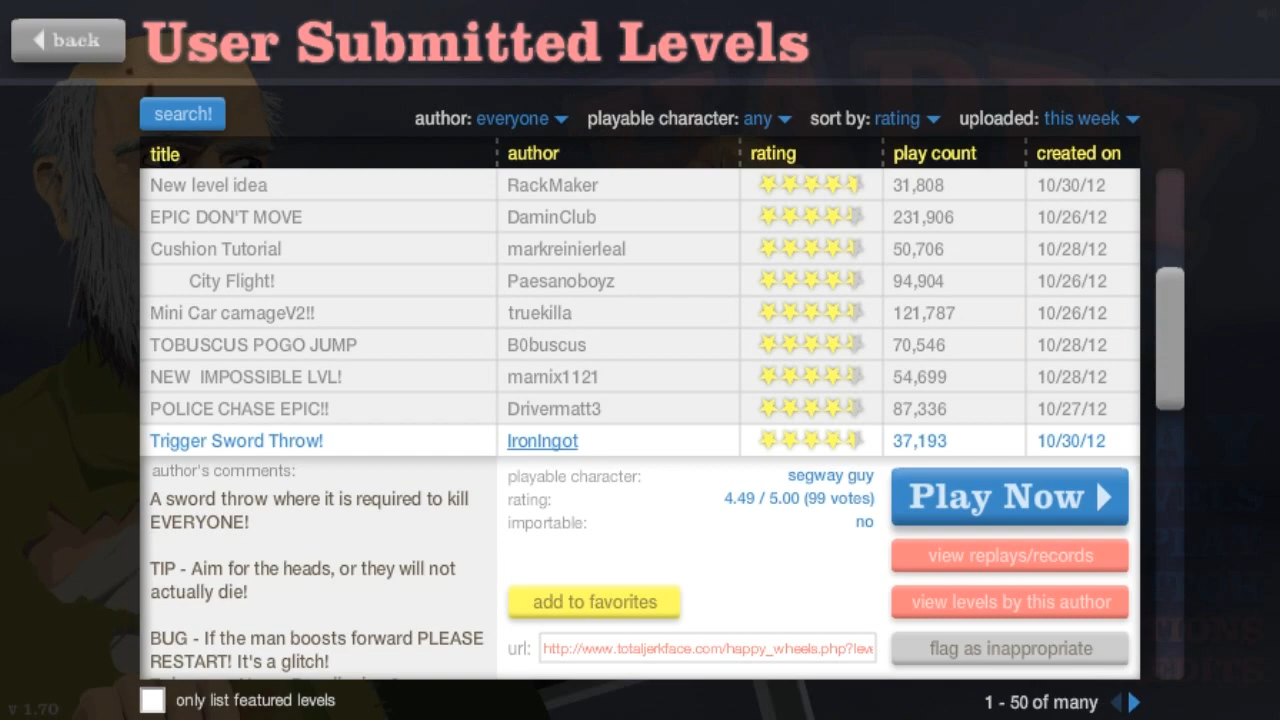 back
User Submitted Levels
search!
author: everyone playable character: any sort by: rating uploaded: this week
title author rating play count created on
New level idea RackMaker 31,808 10/30/12
EPIC DON'T MOVE DaminClub 231,906 10/26/12
Cushion Tutorial markreinierleal 50,706 10/28/12
City Flight! Paesanoboyz 94,904 10/26/12
Mini Car camageV2!! truekilla 121,787 10/26/12
TOBUSCUS POGO JUMP B0buscus 70,546 10/28/12
NEW IMPOSSIBLE LVL! mamix1121 54,699 10/28/12
POLICE CHASE EPIC!! Drivermatt3 87,336 10/27/12
Trigger Sword Throw! IronIngot 37,193 10/30/12
author's comments:
A sword throw where it is required to kill
EVERYONE!
TIP - Aim for the heads, or they will not
actually die!
BUG - If the man boosts forward PLEASE
RESTART! It's a glitch!
playable character: segway guy
rating: 4.49 / 5.00 (99 votes)
importable: no
add to favorites
url: http://www.totaljerkface.com/happy_wheels.php?leve
Play Now
view replays/records
view levels by this author
flag as inappropriate
only list featured levels
1 - 50 of many
v 1.70